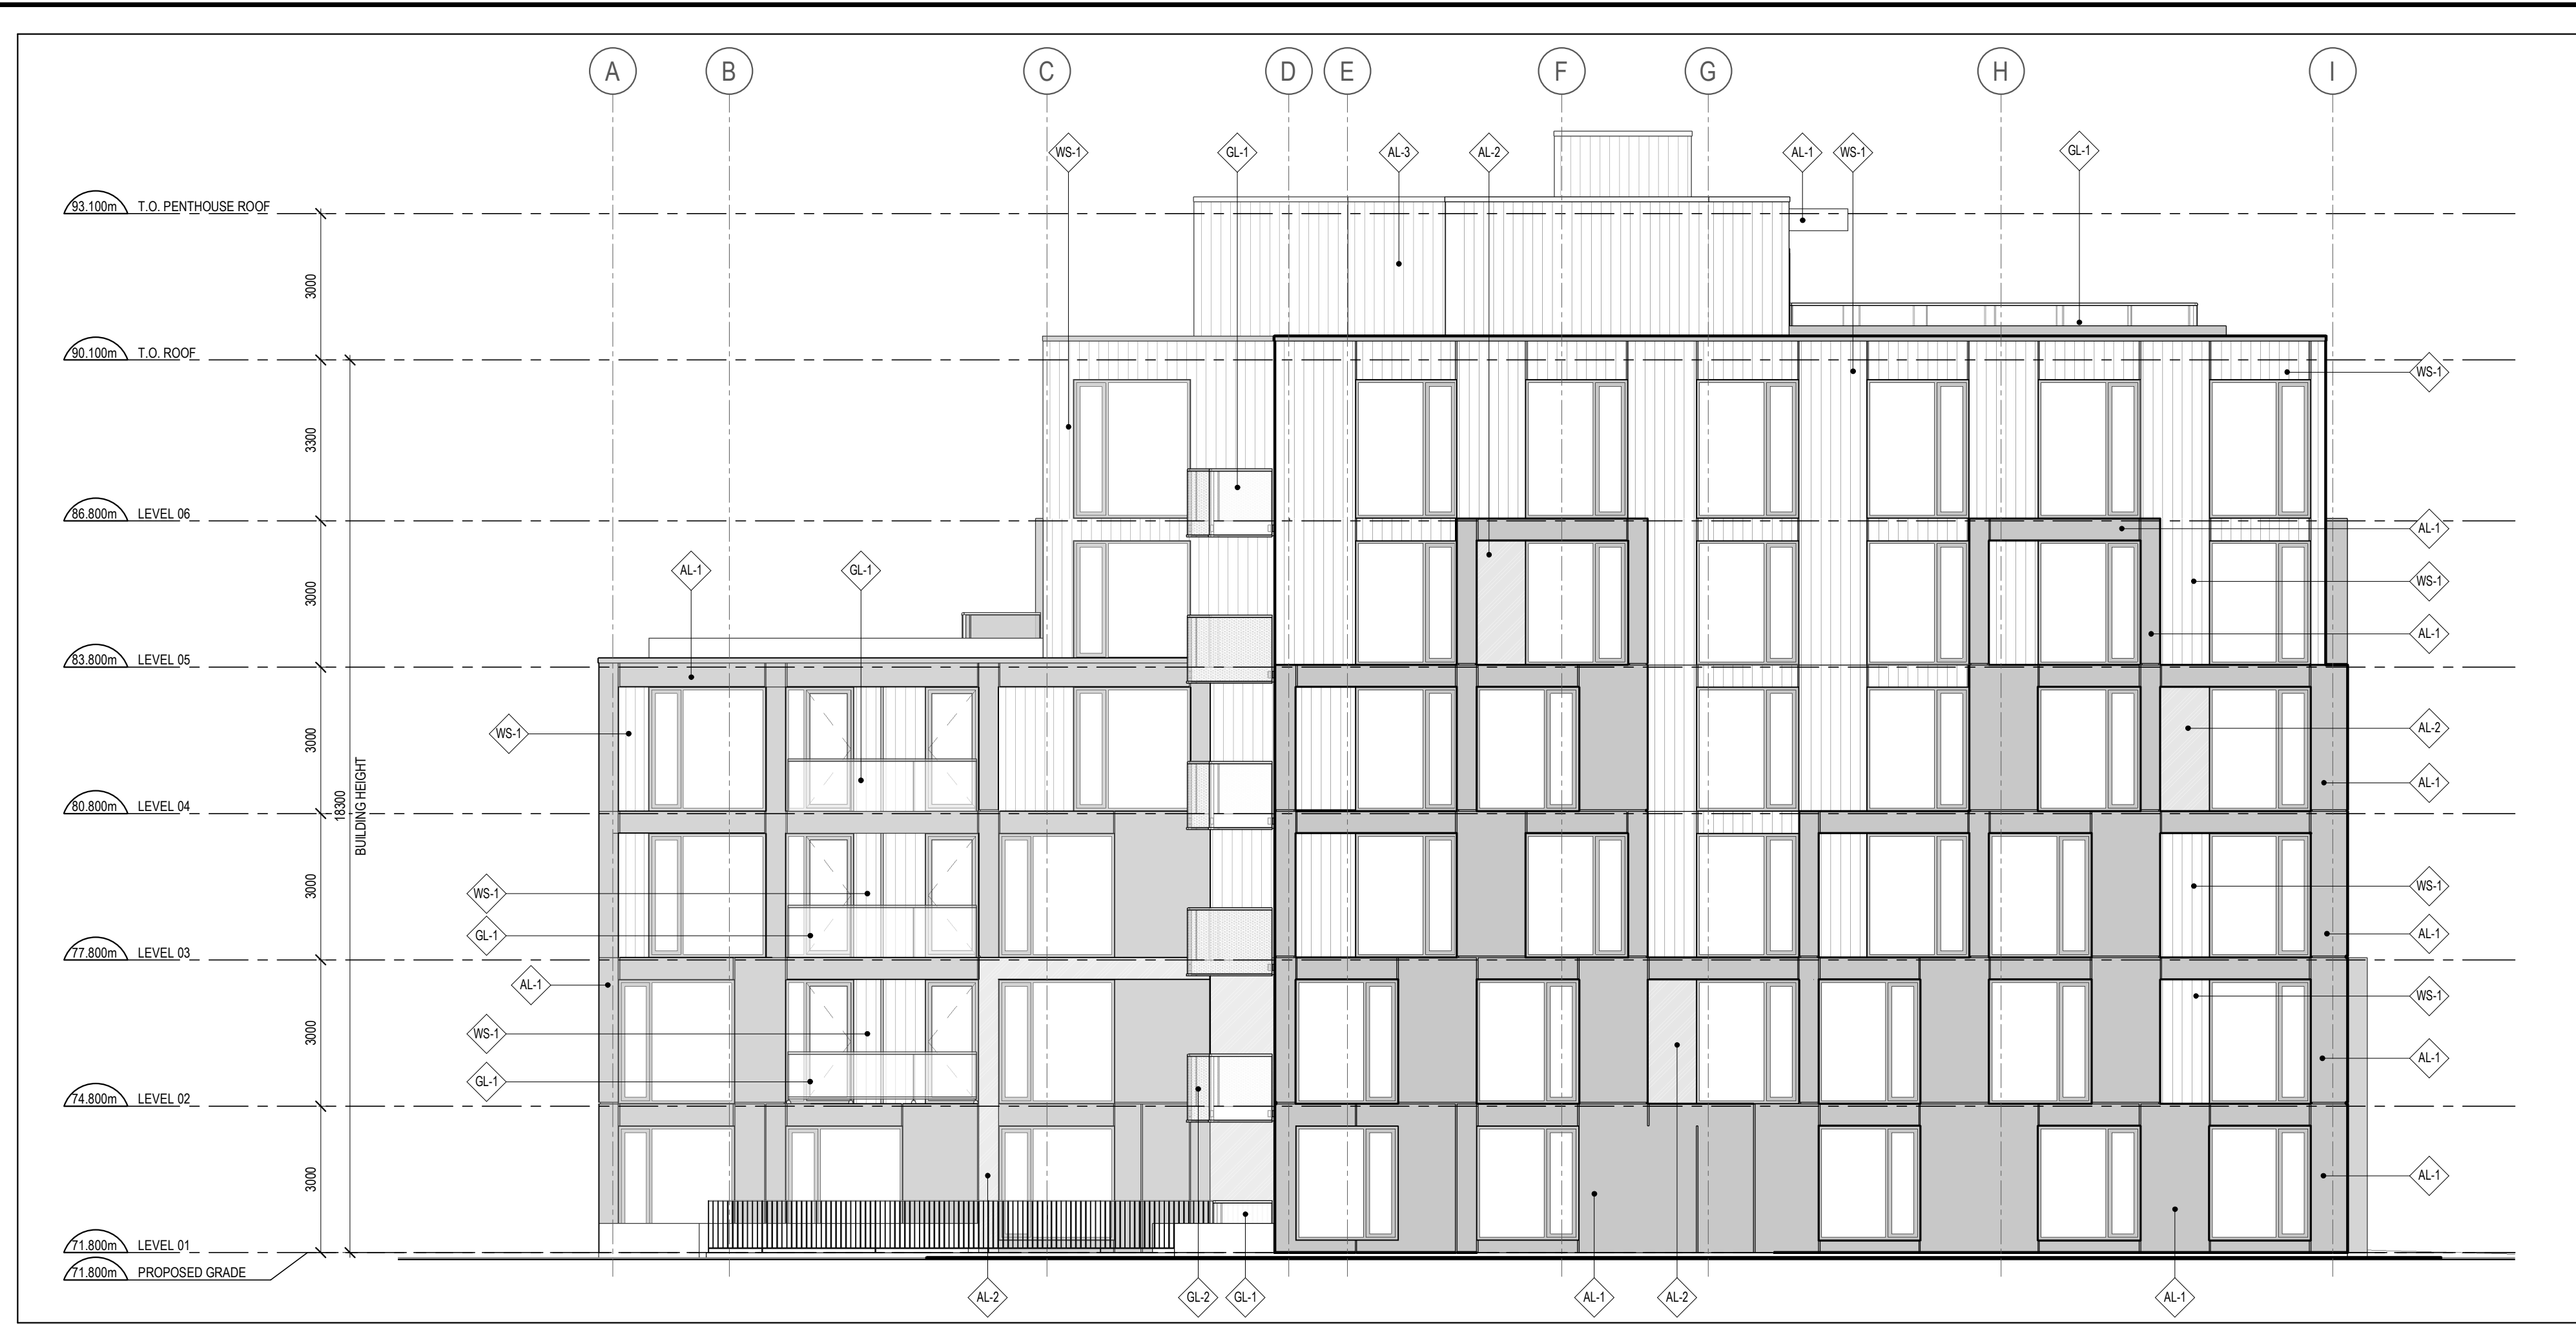 A B C D E F G H I
WS-1 GL-1 AL-3 AL-2 AL-1 WS-1 GL-1
93.100m T.O. PENTHOUSE ROOF
3000
90.100m T.O. ROOF
WS-1
3300
86.800m LEVEL 06
AL-1
AL-1 GL-1
WS-1
3000
AL-1
83.800m LEVEL 05
WS-1
3000
AL-2
AL-1
80.800m LEVEL 04
18300
BUILDING HEIGHT
WS-1
3000
WS-1
GL-1
AL-1
77.800m LEVEL 03
AL-1
WS-1
3000
WS-1
AL-1
GL-1
74.800m LEVEL 02
3000
AL-1
71.800m LEVEL 01
71.800m PROPOSED GRADE
AL-2 GL-2 GL-1 AL-1 AL-2 AL-1